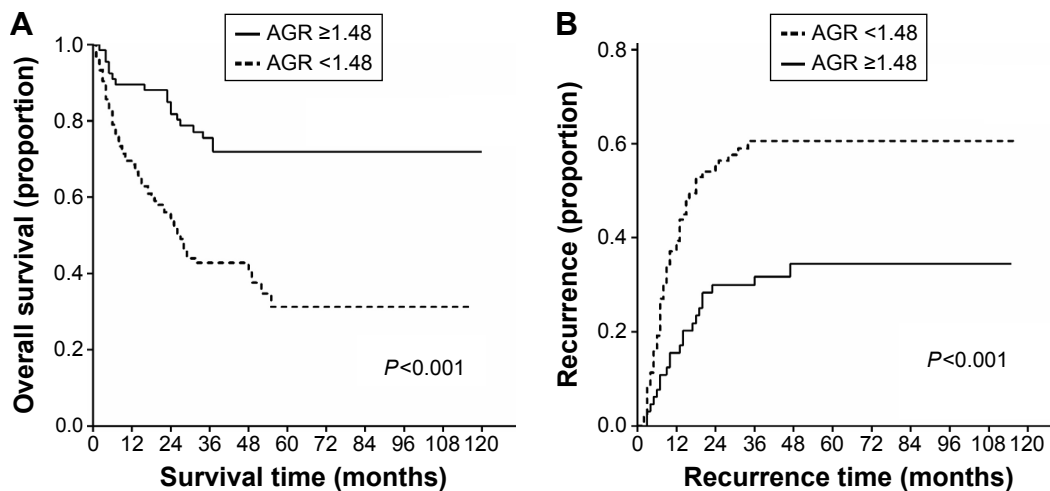 A
AGR ≥1.48
AGR <1.48
Overall survival (proportion)
1.0
0.8
0.6
0.4
0.2
0.0
P<0.001
0 12 24 36 48 60 72 84 96 108 120
Survival time (months)
B
AGR <1.48
AGR ≥1.48
Recurrence (proportion)
0.8
0.6
0.4
0.2
0.0
P<0.001
0 12 24 36 48 60 72 84 96 108 120
Recurrence time (months)